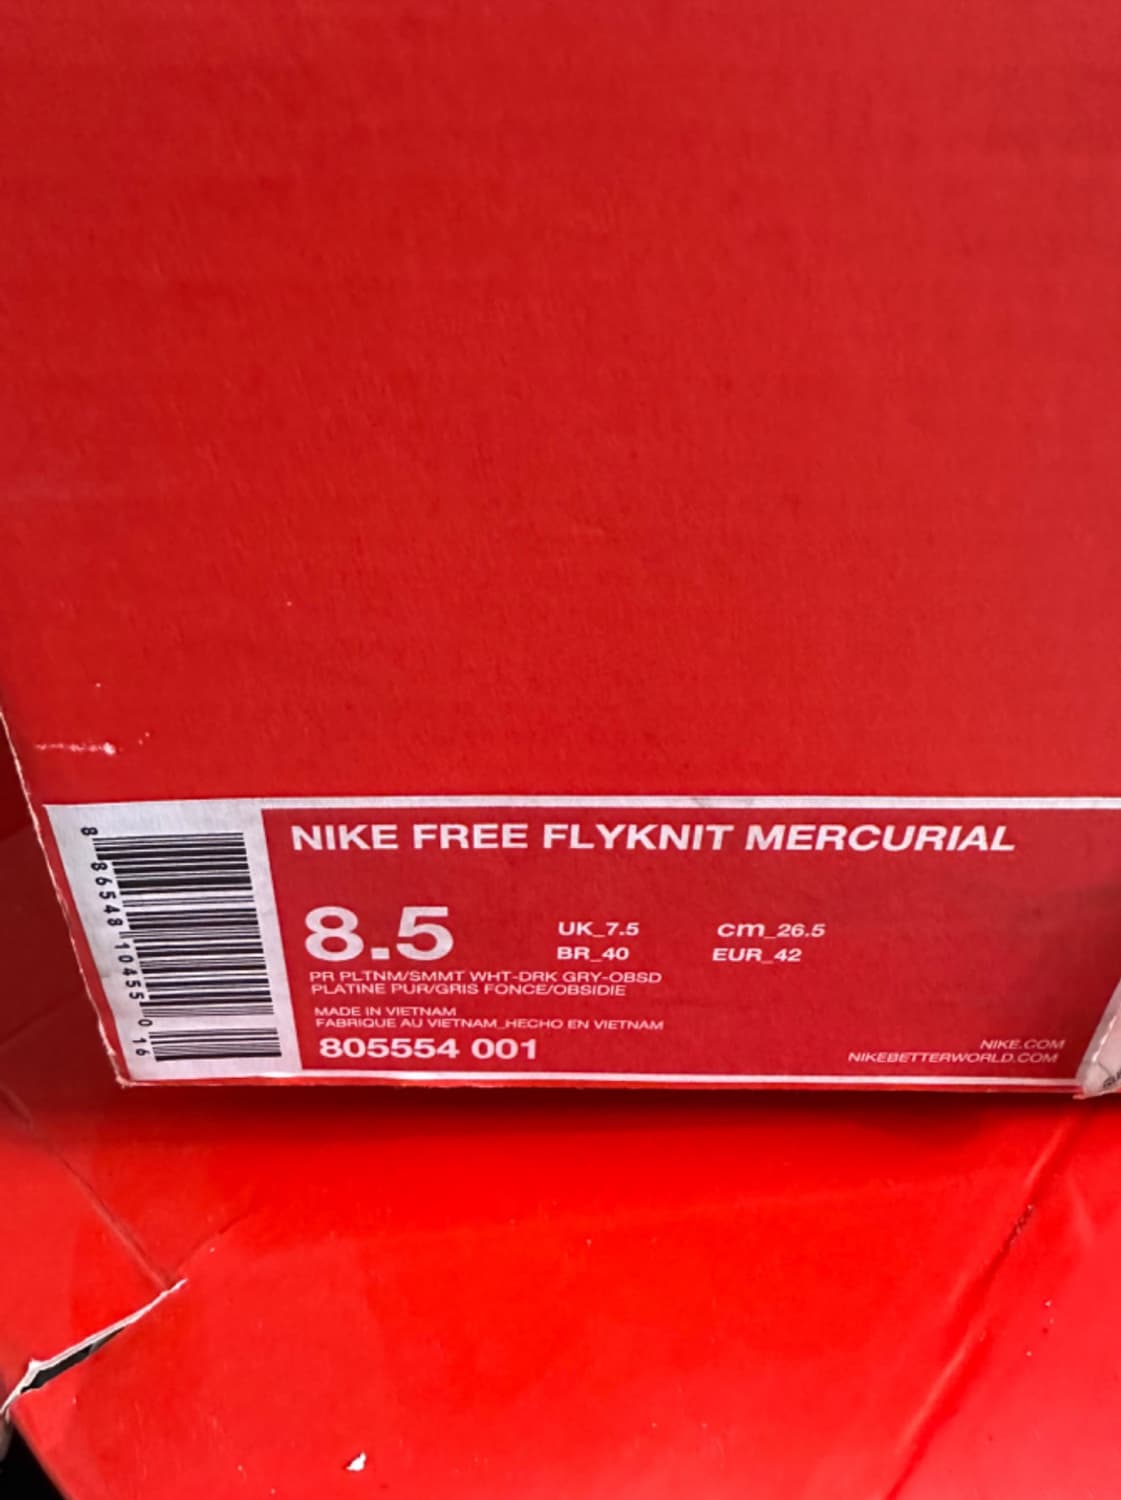 NIKE FREE FLYKNIT MERCURIAL
8.5
UK_7.5 cm_26.5
BR_40 EUR_42
PR PLTNM/SMMT WHT-DRK GRY-OBSD
PLATINE PUR/GRIS FONCE/OBSIDIE
MADE IN VIETNAM
FABRIQUE AU VIETNAM_HECHO EN VIETNAM
805554 001
NIKE.COM
NIKEBETTERWORLD.COM
8 86548 10455 0 16